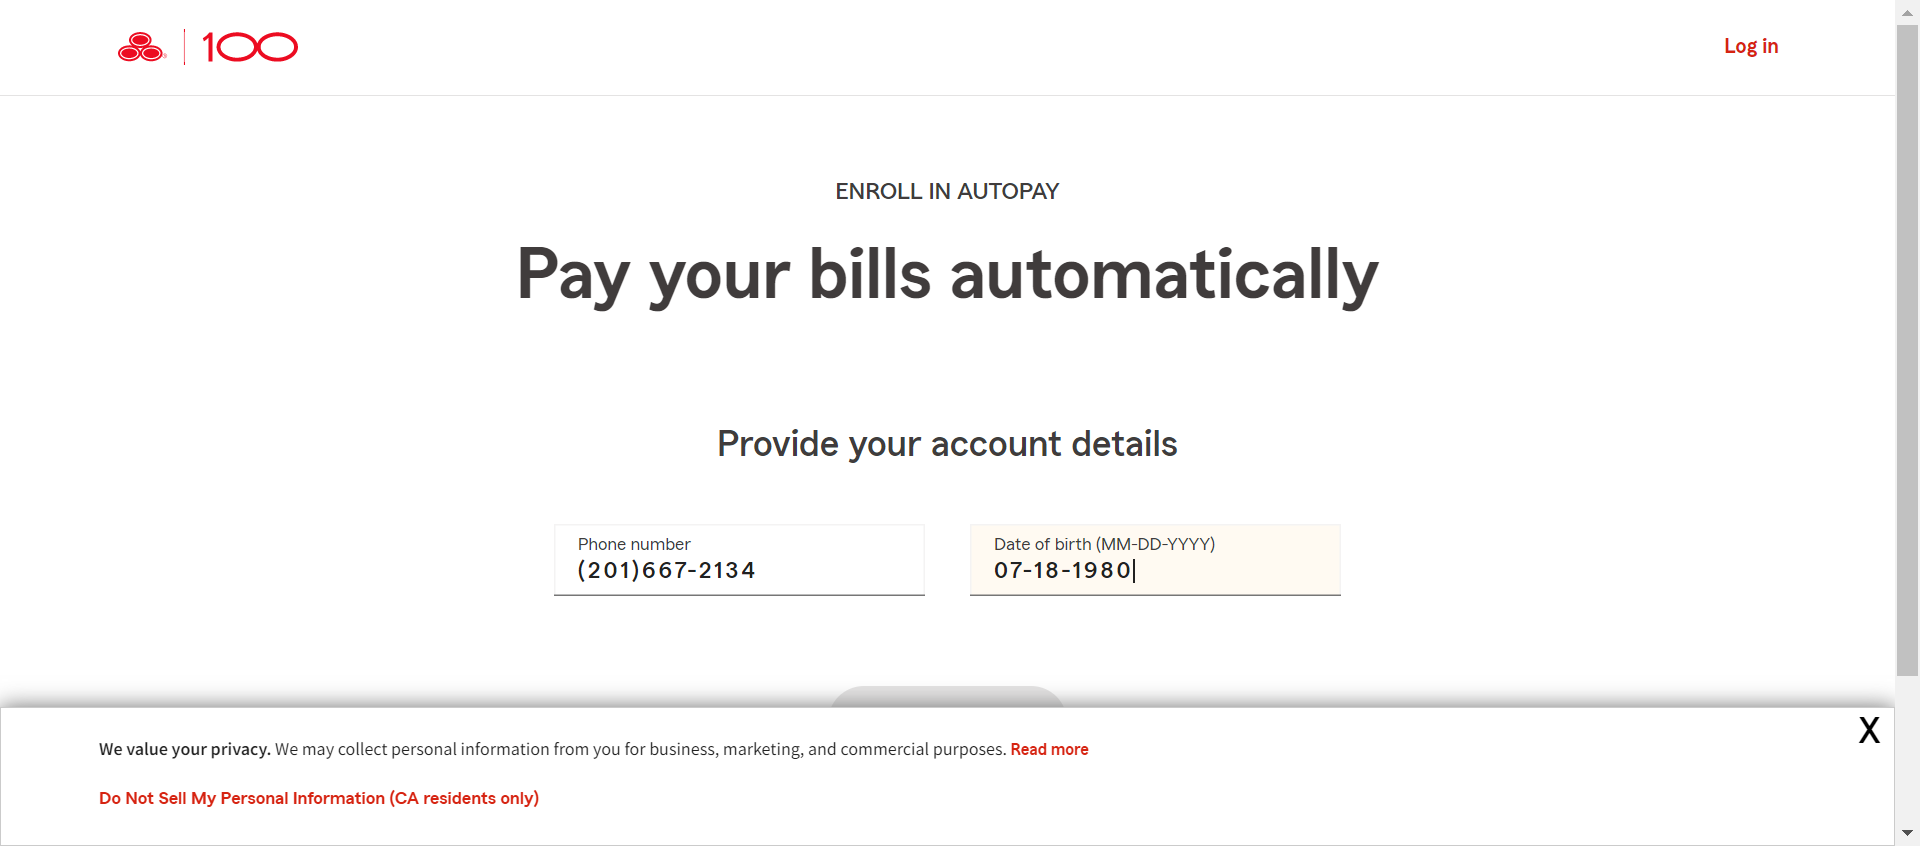 100
Log in
ENROLL IN AUTOPAY
Pay your bills automatically
Provide your account details
Phone number
(201)667-2134
Date of birth (MM-DD-YYYY)
07-18-1980
X
We value your privacy. We may collect personal information from you for business, marketing, and commercial purposes. Read more
Do Not Sell My Personal Information (CA residents only)